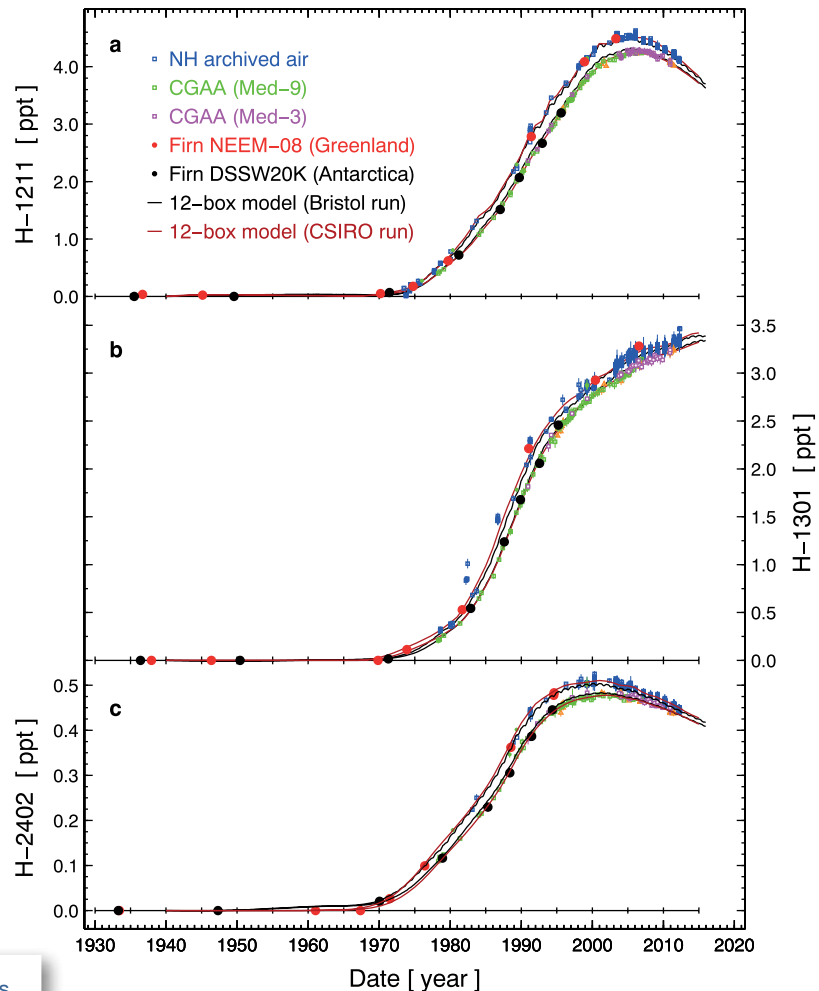 a
NH archived air
CGAA (Med−9)
CGAA (Med−3)
Firn NEEM−08 (Greenland)
Firn DSSW20K (Antarctica)
12−box model (Bristol run)
12−box model (CSIRO run)
H−1211 [ ppt ]
4.0
3.0
2.0
1.0
0.0
b
3.5
3.0
2.5
2.0
1.5
1.0
0.5
0.0
H−1301 [ ppt ]
c
H−2402 [ ppt ]
0.5
0.4
0.3
0.2
0.1
0.0
1930 1940 1950 1960 1970 1980 1990 2000 2010 2020
Date [ year ]